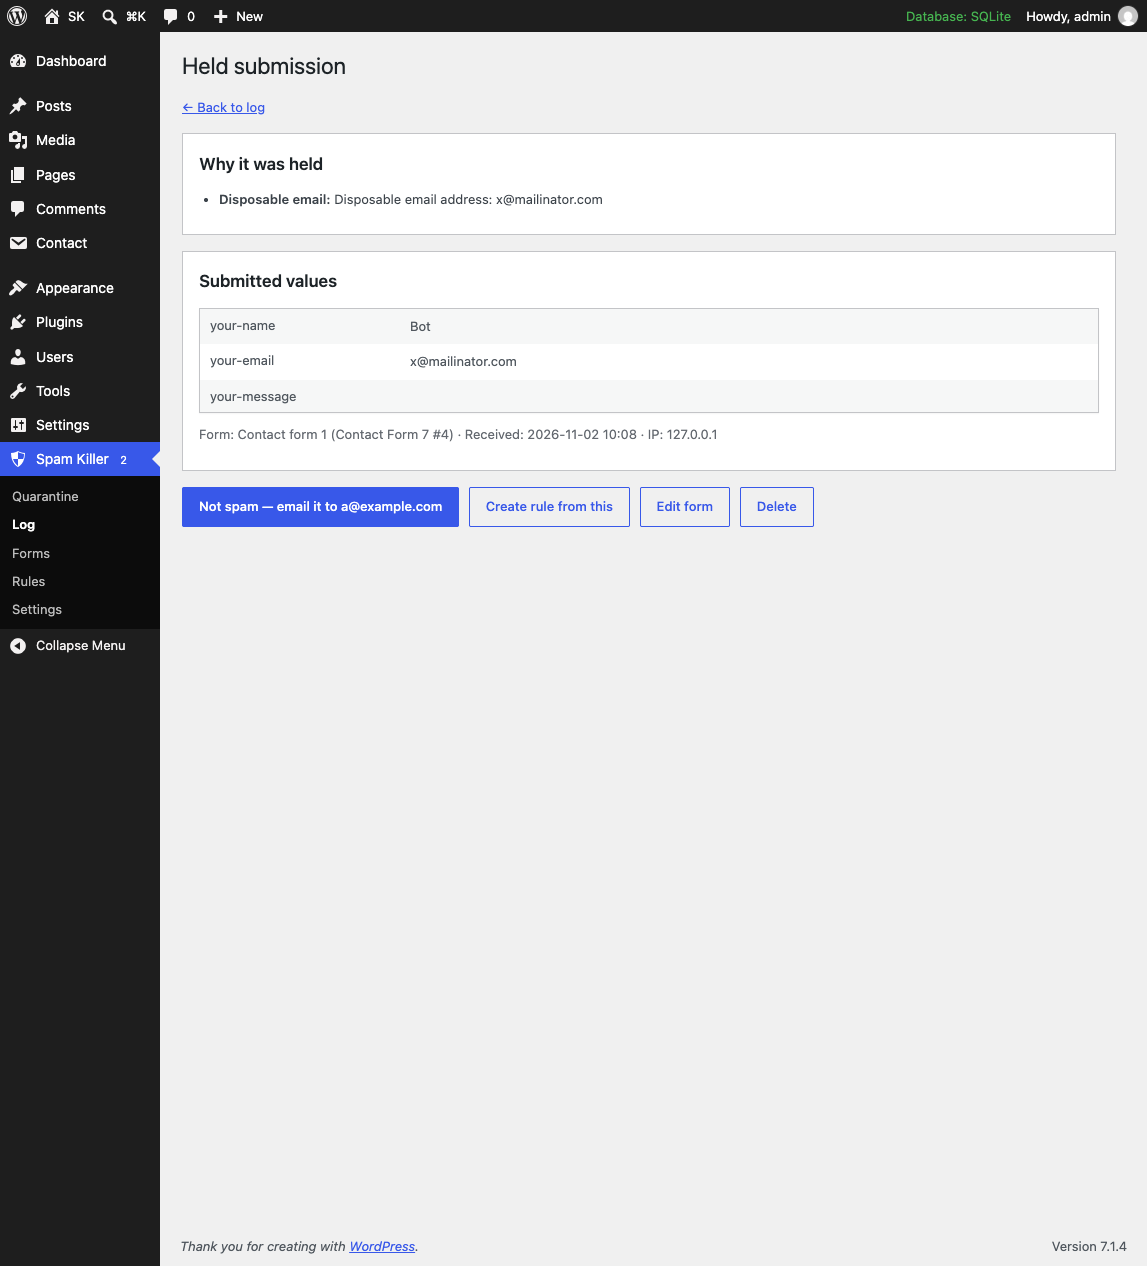 SK ⌘K 0 New Database: SQLite Howdy, admin
Dashboard
Posts
Media
Pages
Comments
Contact
Appearance
Plugins
Users
Tools
Settings
Spam Killer 2
Quarantine
Log
Forms
Rules
Settings
Collapse Menu
Held submission
← Back to log
Why it was held
• Disposable email: Disposable email address: x@mailinator.com
Submitted values
your-name Bot
your-email x@mailinator.com
your-message
Form: Contact form 1 (Contact Form 7 #4) · Received: 2026-11-02 10:08 · IP: 127.0.0.1
Not spam — email it to a@example.com Create rule from this Edit form Delete
Thank you for creating with WordPress. Version 7.1.4